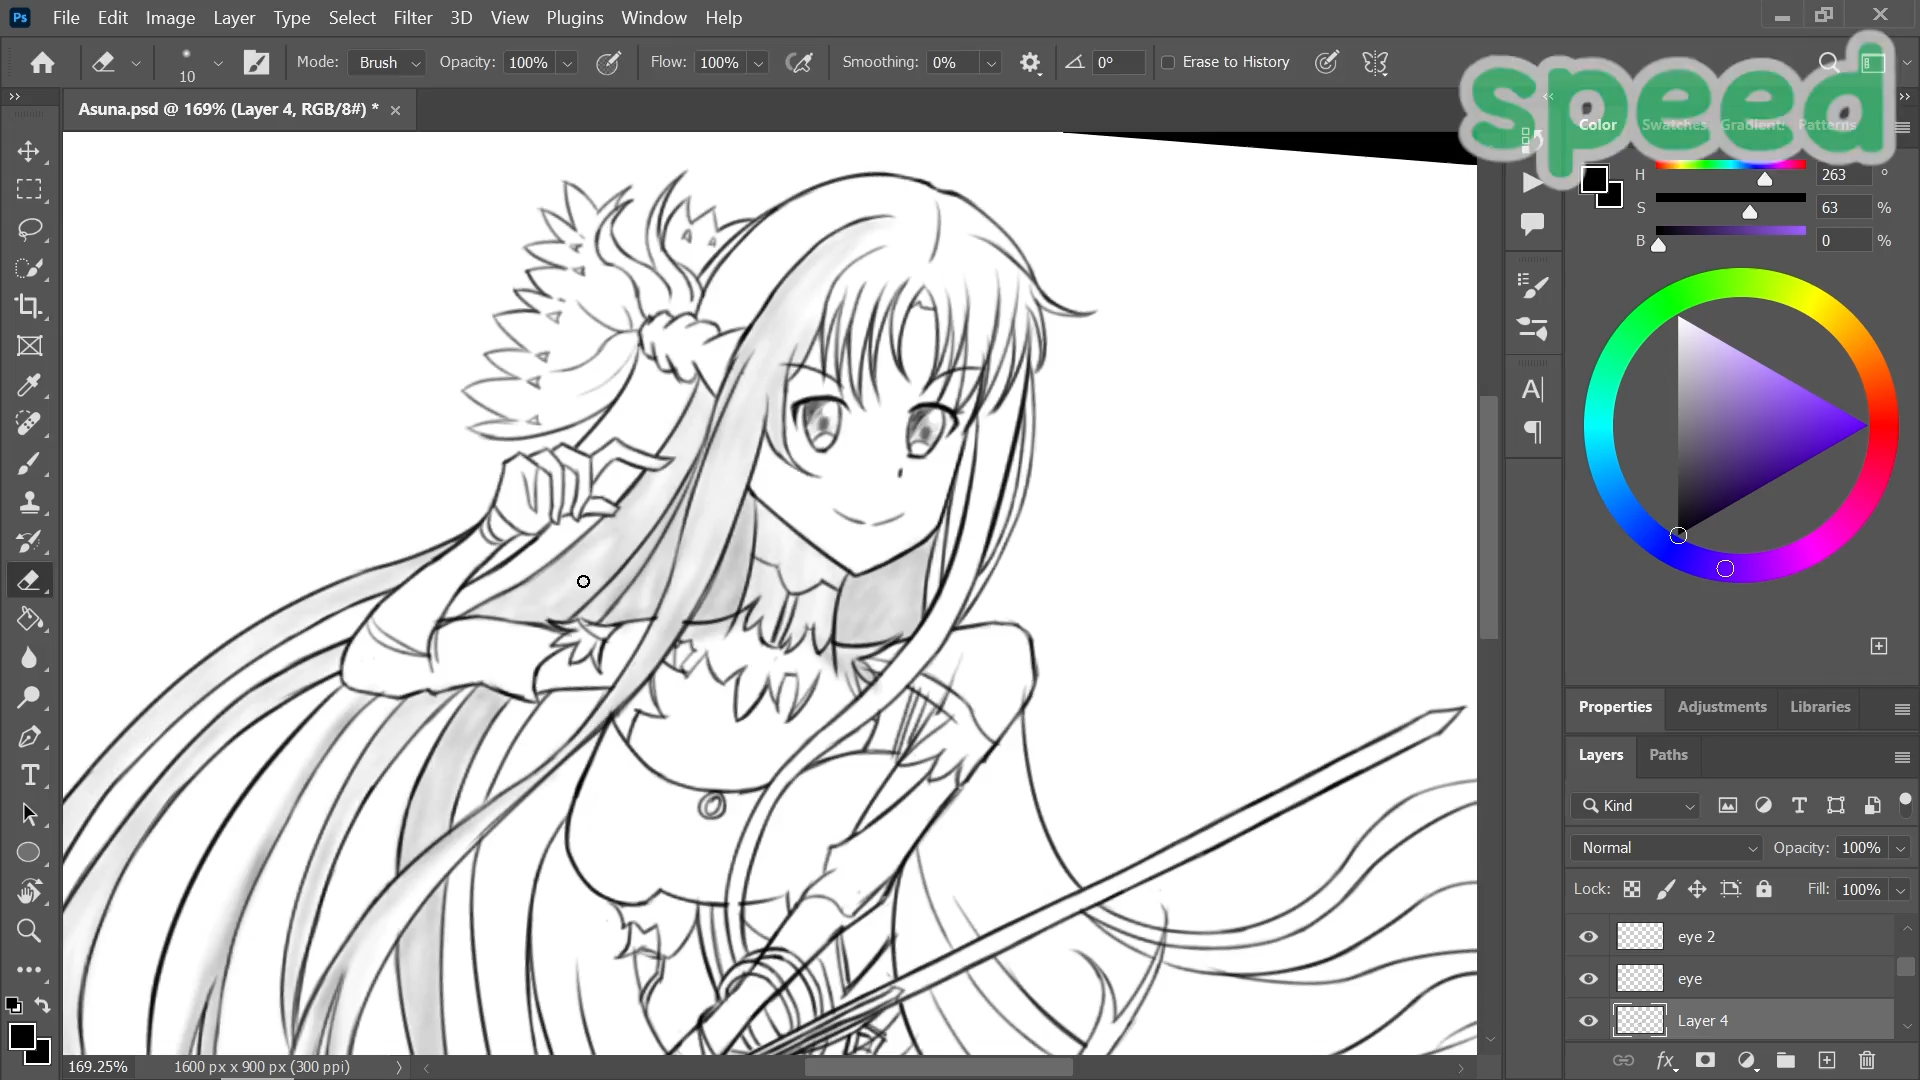 Ps File Edit Image Layer Type Select Filter 3D View Plugins Window Help
10 Mode: Brush Opacity: 100% Flow: 100% Smoothing: 0% 0° Erase to History
speed
Asuna.psd @ 169% (Layer 4, RGB/8#) *
Color Swatches Gradients Patterns
H 263 °
S 63 %
B 0 %
Properties Adjustments Libraries
Layers Paths
Kind
Normal Opacity: 100%
Lock: Fill: 100%
eye 2
eye
Layer 4
169.25% 1600 px x 900 px (300 ppi)